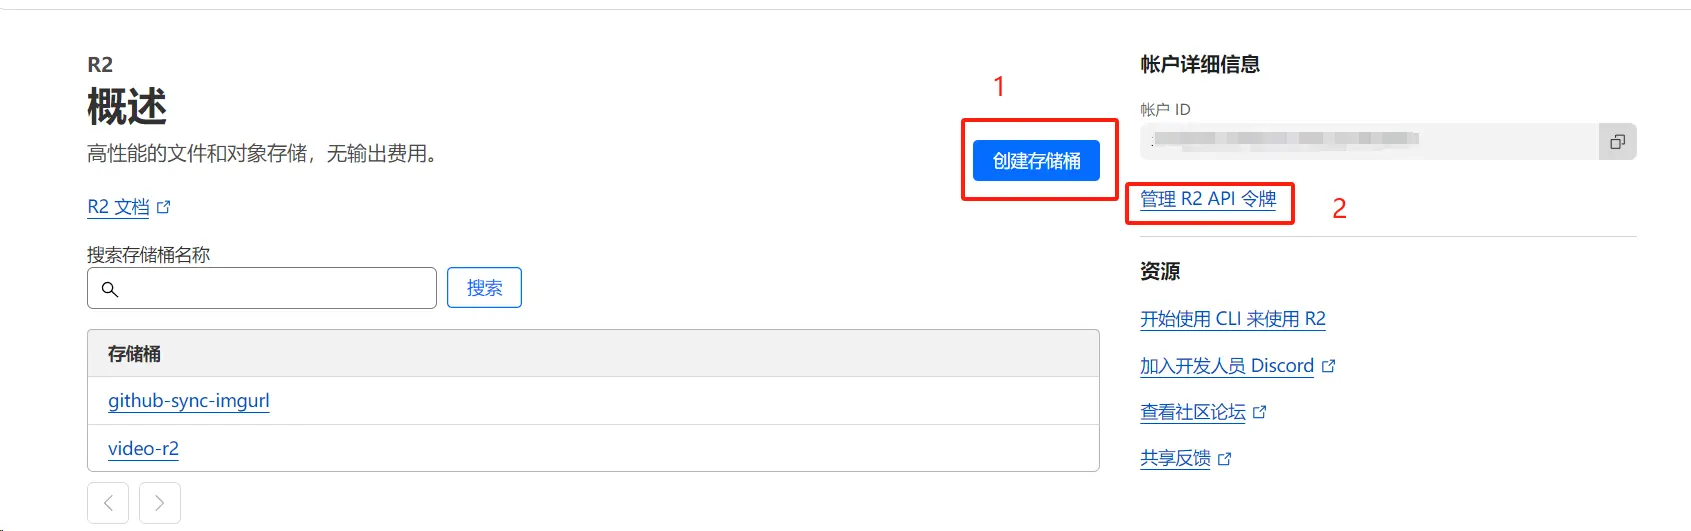 R2
概述
高性能的文件和对象存储，无输出费用。
R2 文档
搜索存储桶名称
搜索
存储桶
github-sync-imgurl
video-r2
1
创建存储桶
帐户详细信息
帐户 ID
管理 R2 API 令牌
2
资源
开始使用 CLI 来使用 R2
加入开发人员 Discord
查看社区论坛
共享反馈